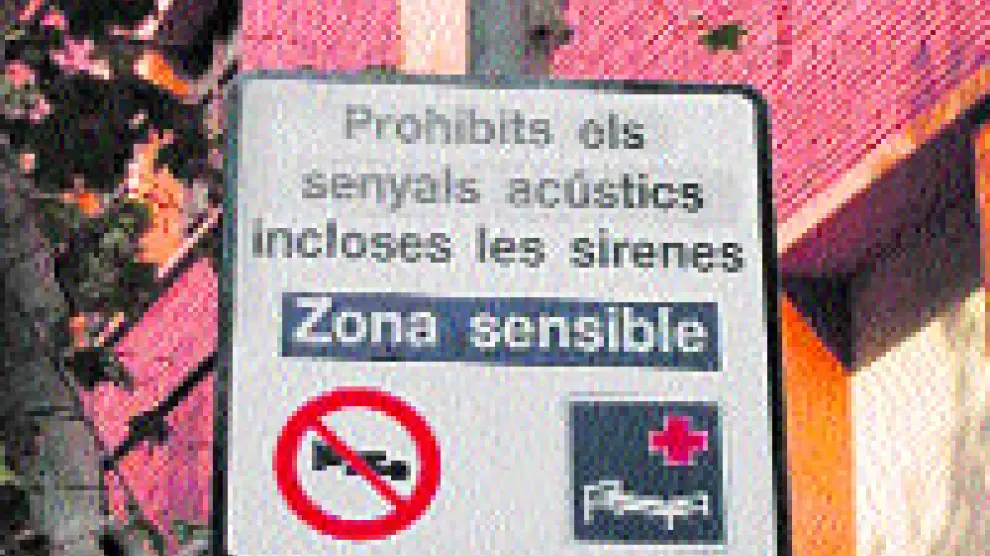 Prohibits els
senyals acústics
incloses les sirenes
Zona sensible